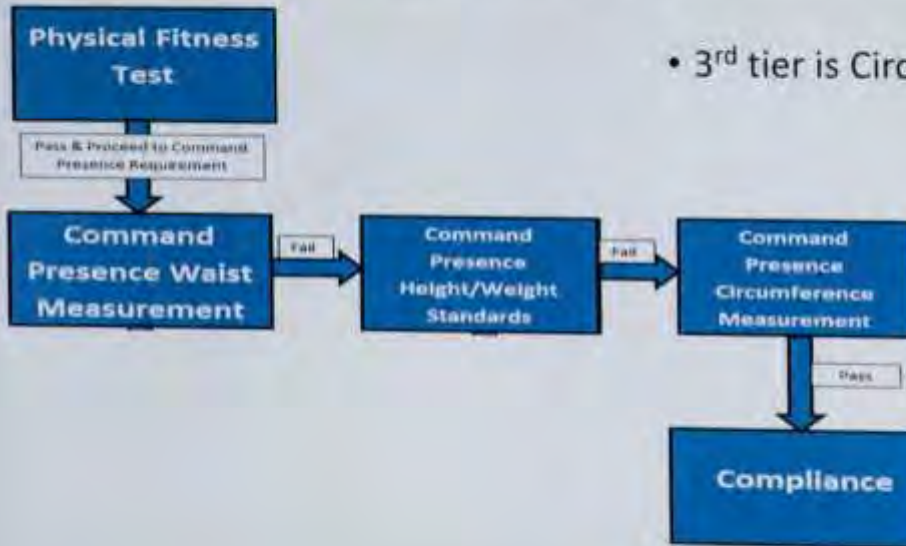 Physical Fitness
Test
• 3rd tier is Circ
Pass & Proceed to Command
Presence Requirement
Command
Presence Waist
Measurement
Fail
Command
Presence
Height/Weight
Standards
Fail
Command
Presence
Circumference
Measurement
Pass
Compliance